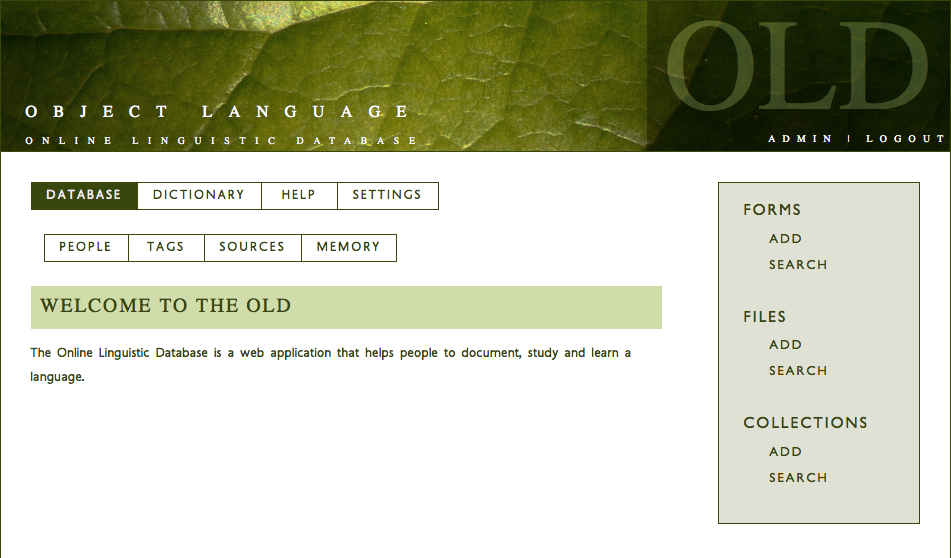 OLD
OBJECT LANGUAGE
ONLINE LINGUISTIC DATABASE
ADMIN | LOGOUT
DATABASE DICTIONARY HELP SETTINGS
PEOPLE TAGS SOURCES MEMORY
WELCOME TO THE OLD
The Online Linguistic Database is a web application that helps people to document, study and learn a
language.
FORMS
ADD
SEARCH
FILES
ADD
SEARCH
COLLECTIONS
ADD
SEARCH